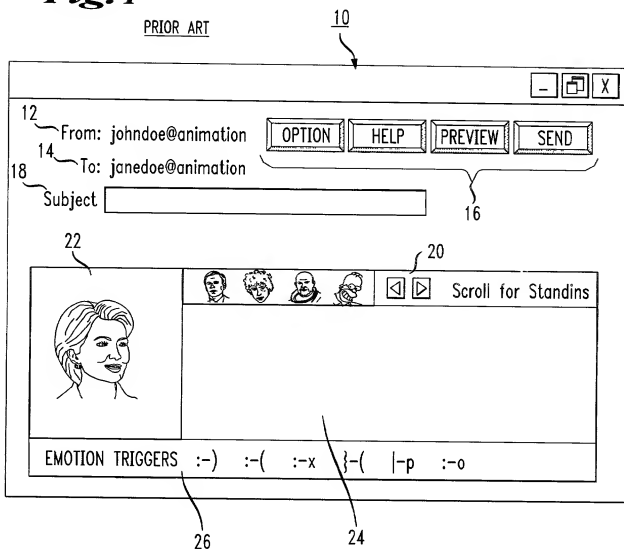 Fig. 1
PRIOR ART
10
_ X
12 From: johndoe@animation OPTION HELP PREVIEW SEND
14 To: janedoe@animation
18 Subject
16
22
20
Scroll for Standins
EMOTION TRIGGERS :-) :-( :-x }-( |-p :-o
26
24